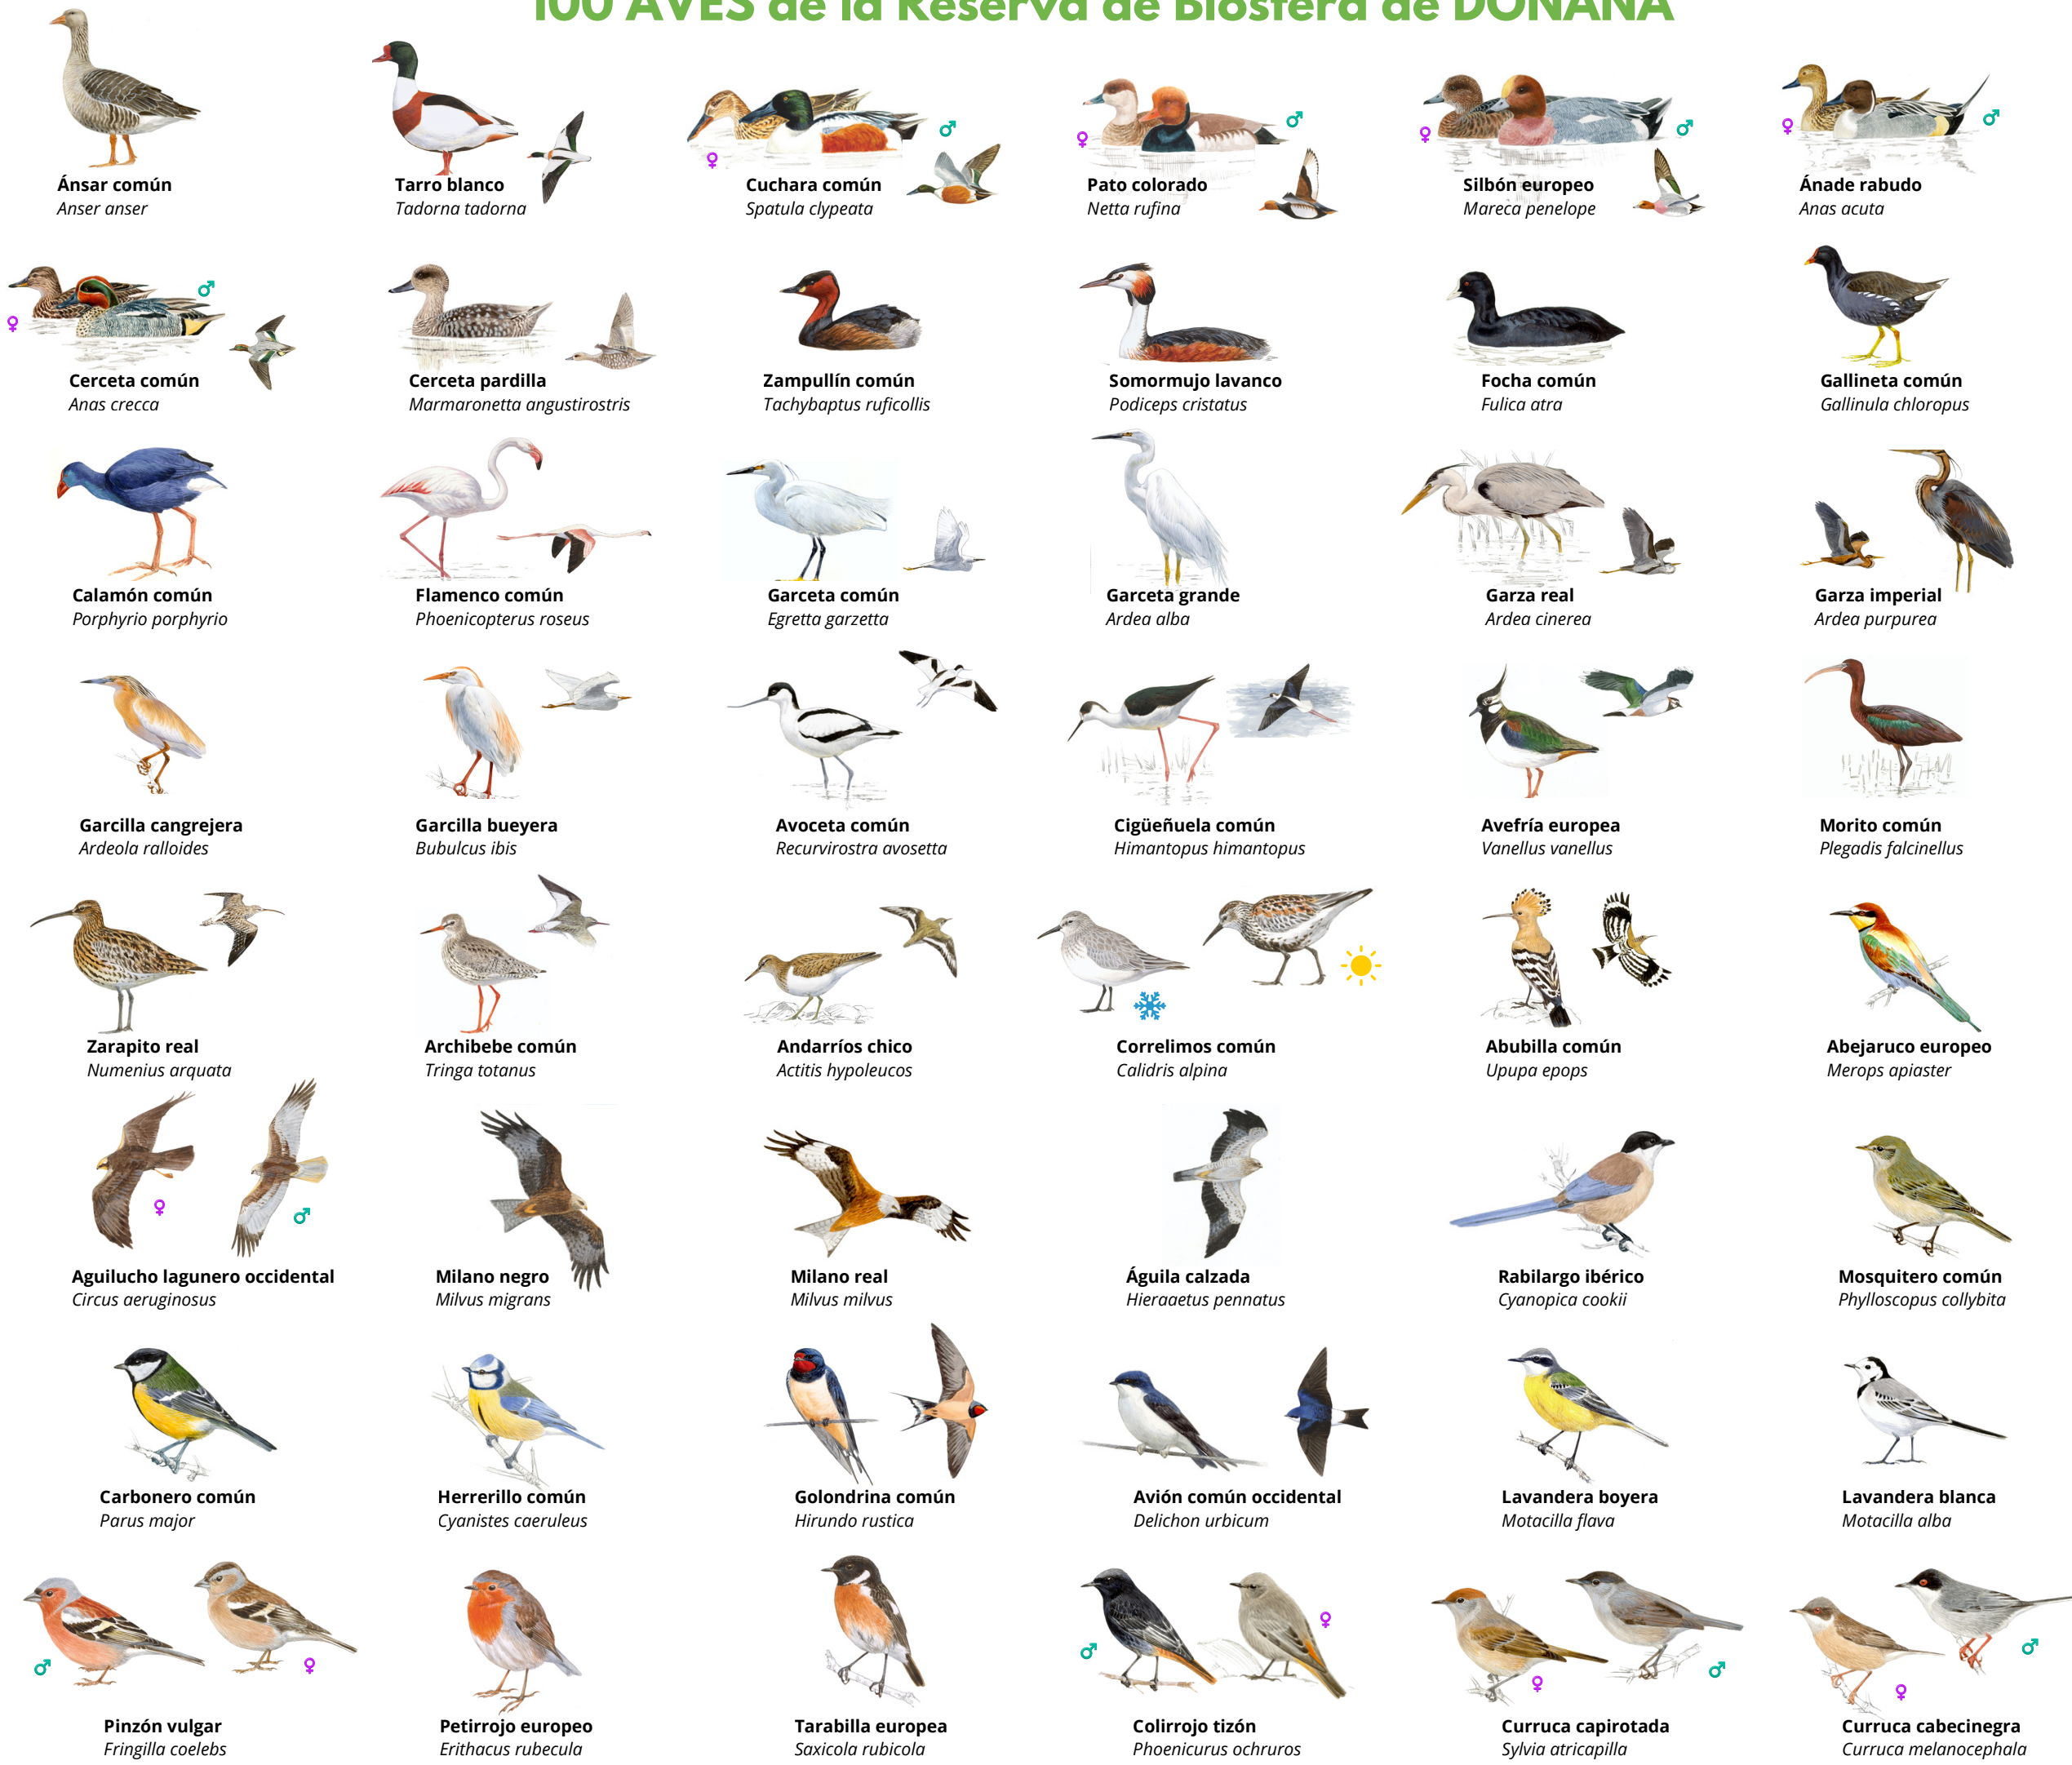 100 AVES de la Reserva de Biosfera de DOÑANA
Ánsar común
Anser anser
Tarro blanco
Tadorna tadorna
Cuchara común
Spatula clypeata
Pato colorado
Netta rufina
Silbón europeo
Mareca penelope
Ánade rabudo
Anas acuta
Cerceta común
Anas crecca
Cerceta pardilla
Marmaronetta angustirostris
Zampullín común
Tachybaptus ruficollis
Somormujo lavanco
Podiceps cristatus
Focha común
Fulica atra
Gallineta común
Gallinula chloropus
Calamón común
Porphyrio porphyrio
Flamenco común
Phoenicopterus roseus
Garceta común
Egretta garzetta
Garceta grande
Ardea alba
Garza real
Ardea cinerea
Garza imperial
Ardea purpurea
Garcilla cangrejera
Ardeola ralloides
Garcilla bueyera
Bubulcus ibis
Avoceta común
Recurvirostra avosetta
Cigüeñuela común
Himantopus himantopus
Avefría europea
Vanellus vanellus
Morito común
Plegadis falcinellus
Zarapito real
Numenius arquata
Archibebe común
Tringa totanus
Andarríos chico
Actitis hypoleucos
Correlimos común
Calidris alpina
Abubilla común
Upupa epops
Abejaruco europeo
Merops apiaster
Aguilucho lagunero occidental
Circus aeruginosus
Milano negro
Milvus migrans
Milano real
Milvus milvus
Águila calzada
Hieraaetus pennatus
Rabilargo ibérico
Cyanopica cookii
Mosquitero común
Phylloscopus collybita
Carbonero común
Parus major
Herrerillo común
Cyanistes caeruleus
Golondrina común
Hirundo rustica
Avión común occidental
Delichon urbicum
Lavandera boyera
Motacilla flava
Lavandera blanca
Motacilla alba
Pinzón vulgar
Fringilla coelebs
Petirrojo europeo
Erithacus rubecula
Tarabilla europea
Saxicola rubicola
Colirrojo tizón
Phoenicurus ochruros
Curruca capirotada
Sylvia atricapilla
Curruca cabecinegra
Curruca melanocephala